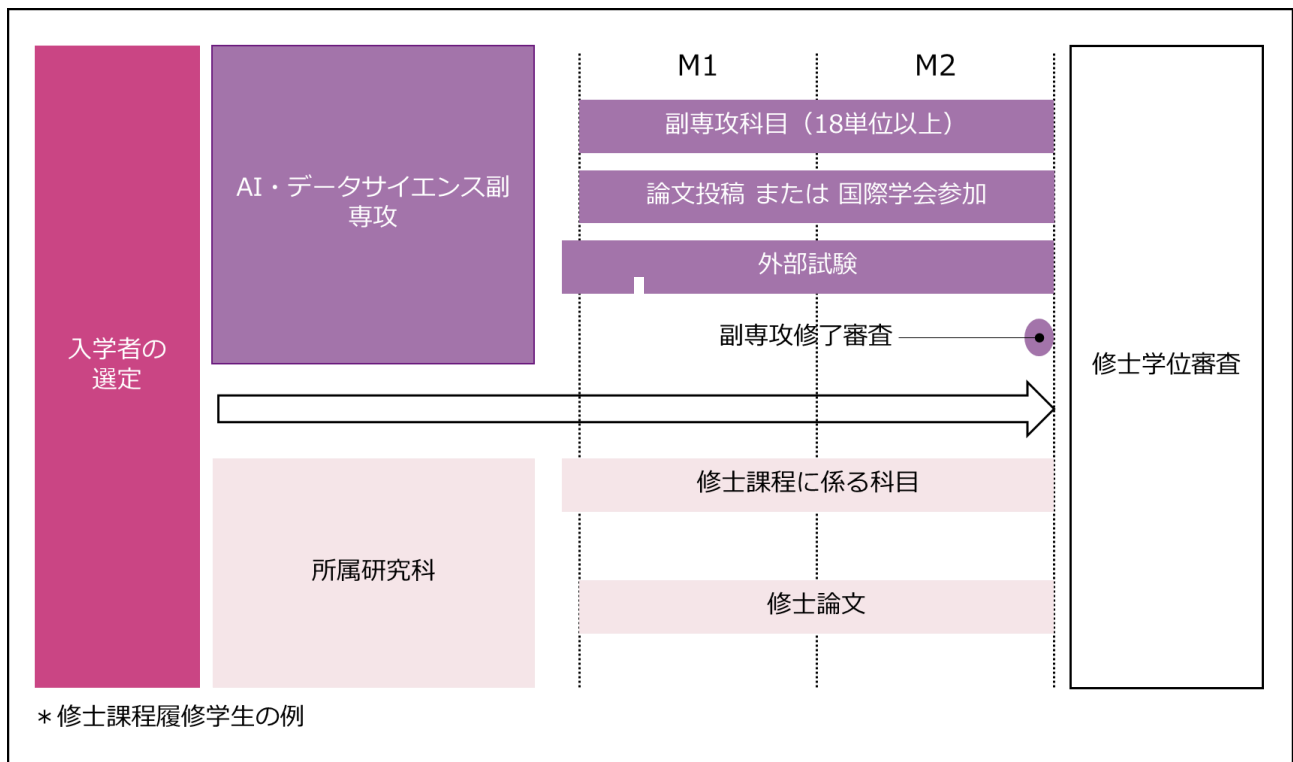 M1
M2
副専攻科目（18単位以上）
AI・データサイエンス副
専攻
論文投稿 または 国際学会参加
外部試験
副専攻修了審査
入学者の
選定
修士学位審査
修士課程に係る科目
所属研究科
修士論文
＊修士課程履修学生の例